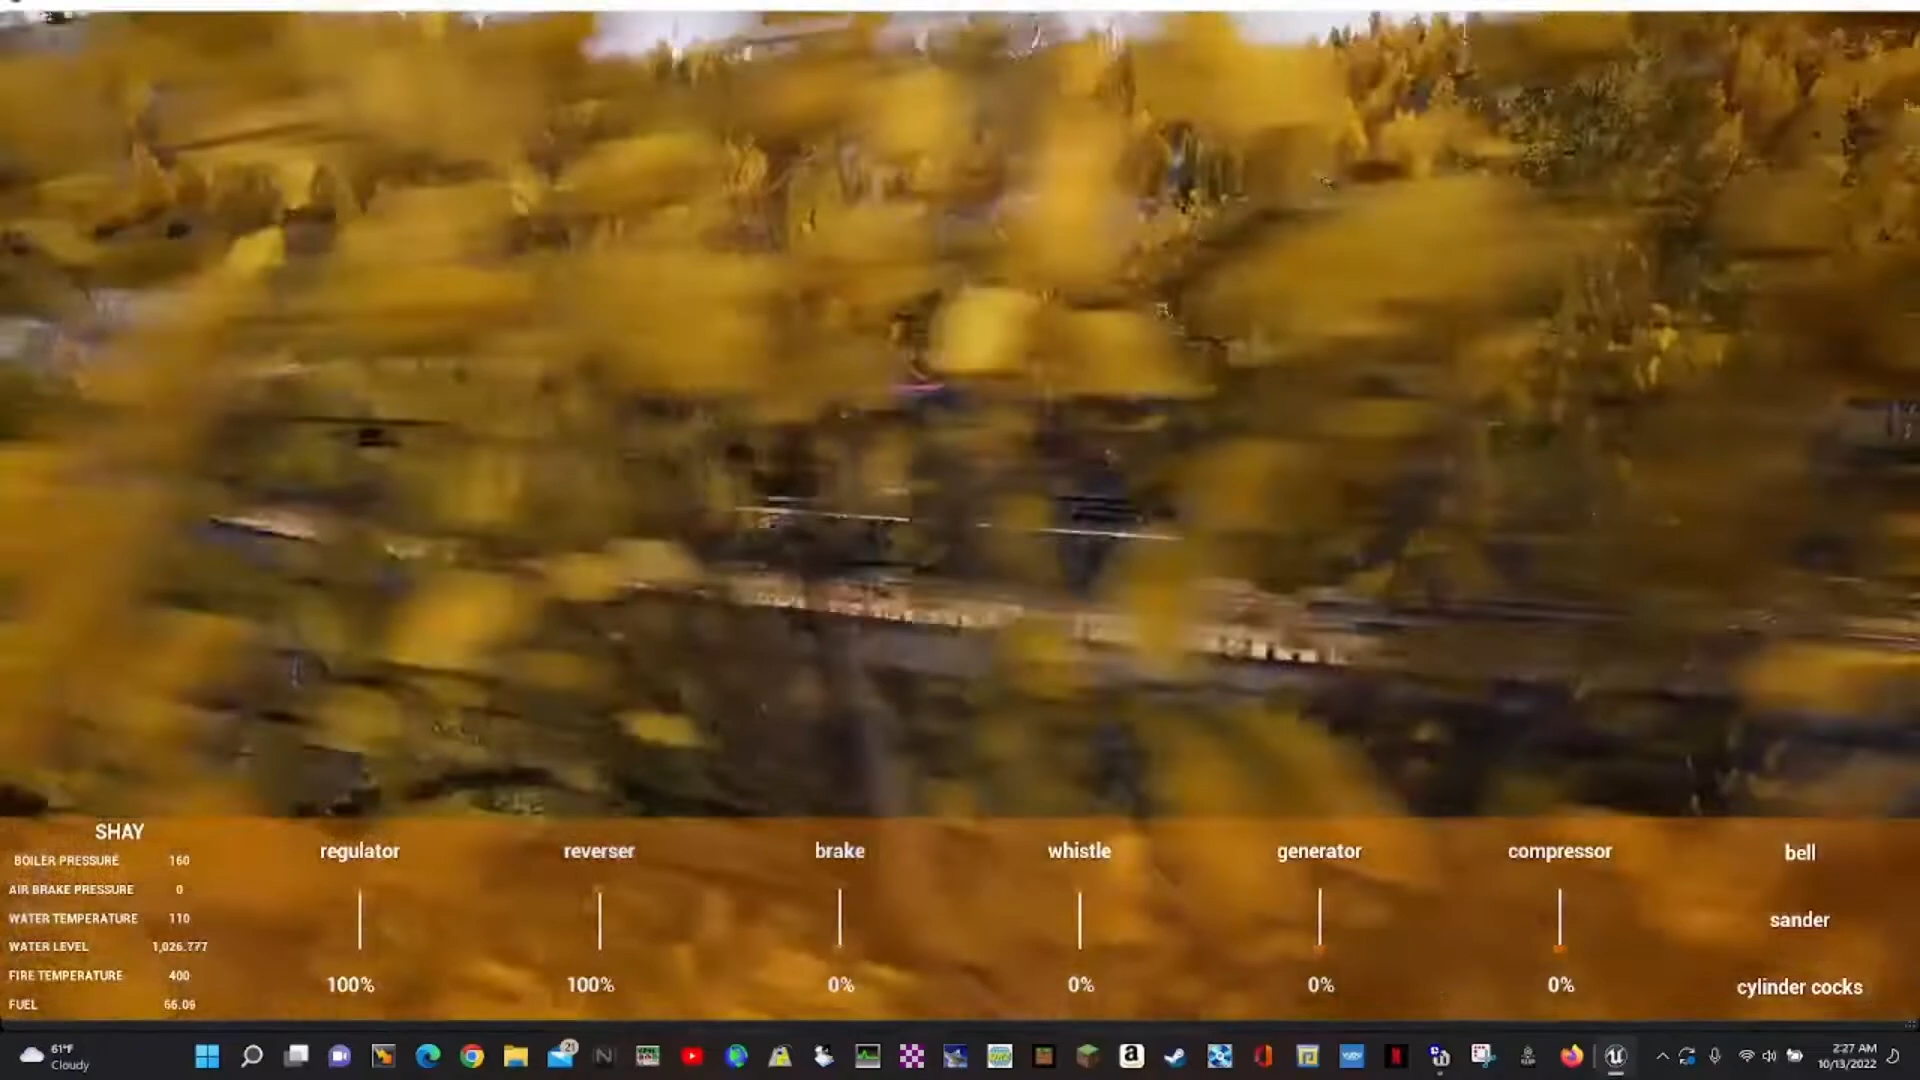 SHAY
BOILER PRESSURE 160
AIR BRAKE PRESSURE 0
WATER TEMPERATURE 110
WATER LEVEL 1,026.777
FIRE TEMPERATURE 400
FUEL 66.09
regulator
100%
reverser
100%
brake
0%
whistle
0%
generator
0%
compressor
0%
bell
sander
cylinder cocks
61°F
Cloudy
21
2:27 AM
10/13/2022